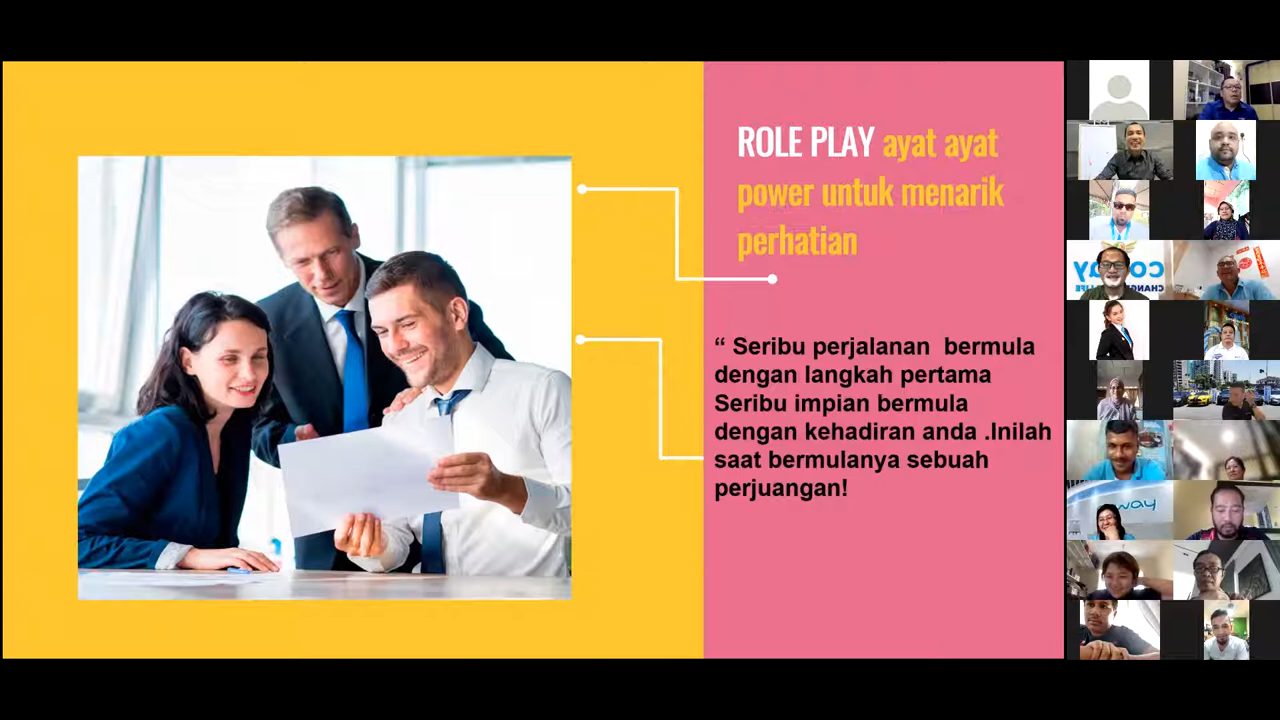 ROLE PLAY ayat ayat
power untuk menarik
perhatian
“ Seribu perjalanan  bermula
dengan langkah pertama
Seribu impian bermula
dengan kehadiran anda .Inilah
saat bermulanya sebuah
perjuangan!